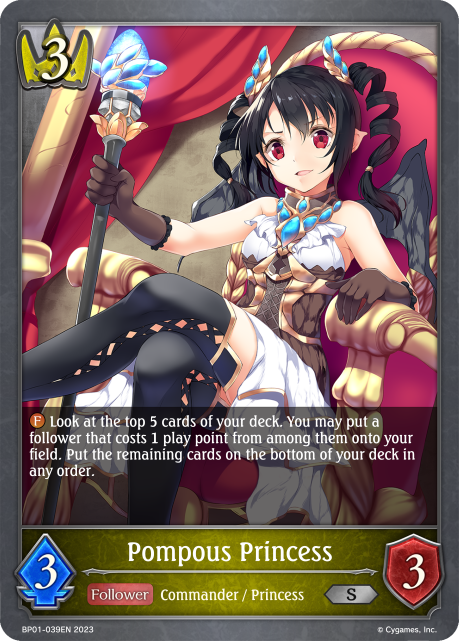 3
F Look at the top 5 cards of your deck. You may put a
follower that costs 1 play point from among them onto your
field. Put the remaining cards on the bottom of your deck in
any order.
Pompous Princess
3
Follower Commander / Princess S
3
BP01-039EN 2023 © Cygames, Inc.